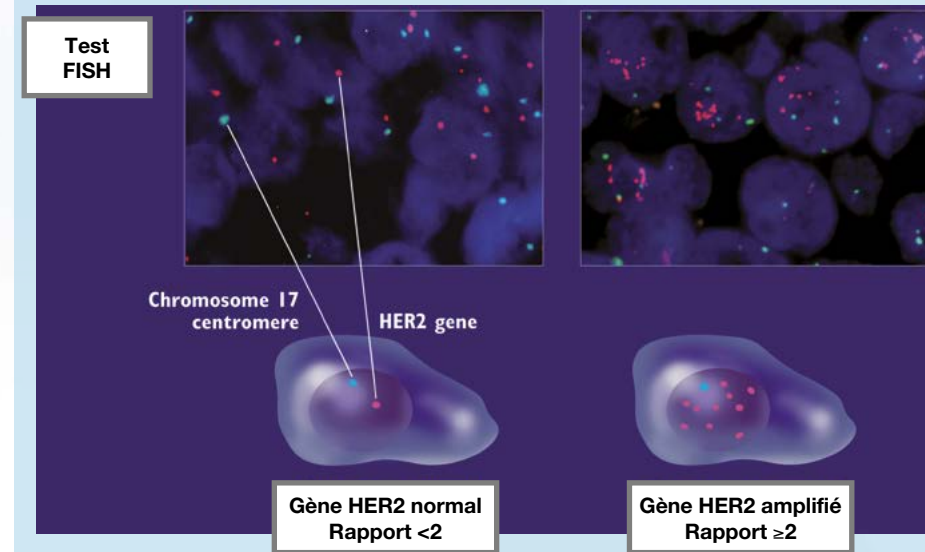 Test
FISH
Chromosome 17
centromere
HER2 gene
Gène HER2 normal
Rapport <2
Gène HER2 amplifié
Rapport ≥2